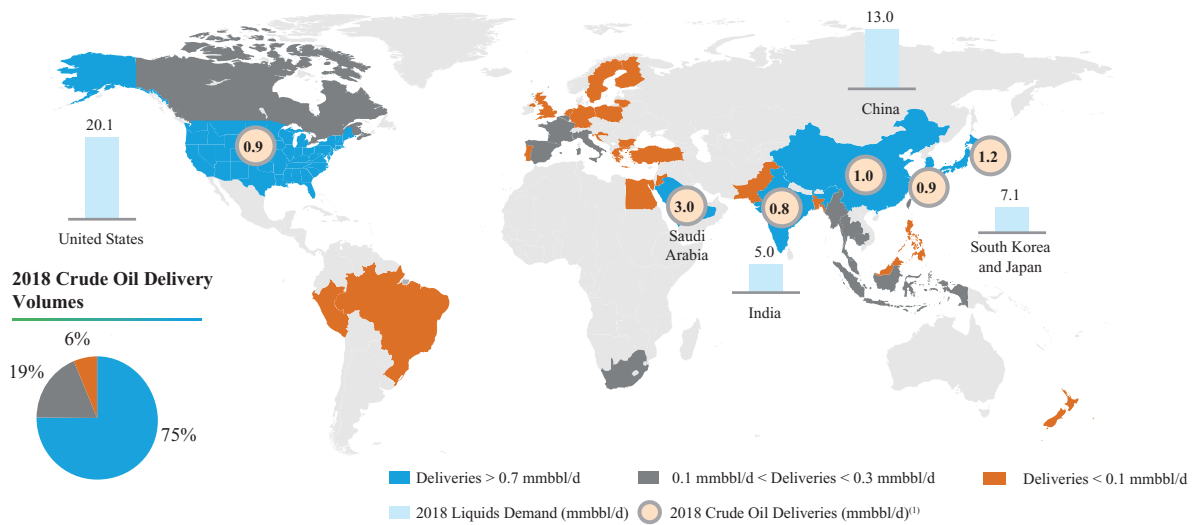 13.0
China
20.1
United States
0.9
3.0
Saudi
Arabia
0.8
5.0
India
1.0
0.9
1.2
7.1
South Korea
and Japan
2018 Crude Oil Delivery
Volumes
6%
19%
75%
Deliveries > 0.7 mmbbl/d
0.1 mmbbl/d < Deliveries < 0.3 mmbbl/d
Deliveries < 0.1 mmbbl/d
2018 Liquids Demand (mmbbl/d)
2018 Crude Oil Deliveries (mmbbl/d)⁽¹⁾